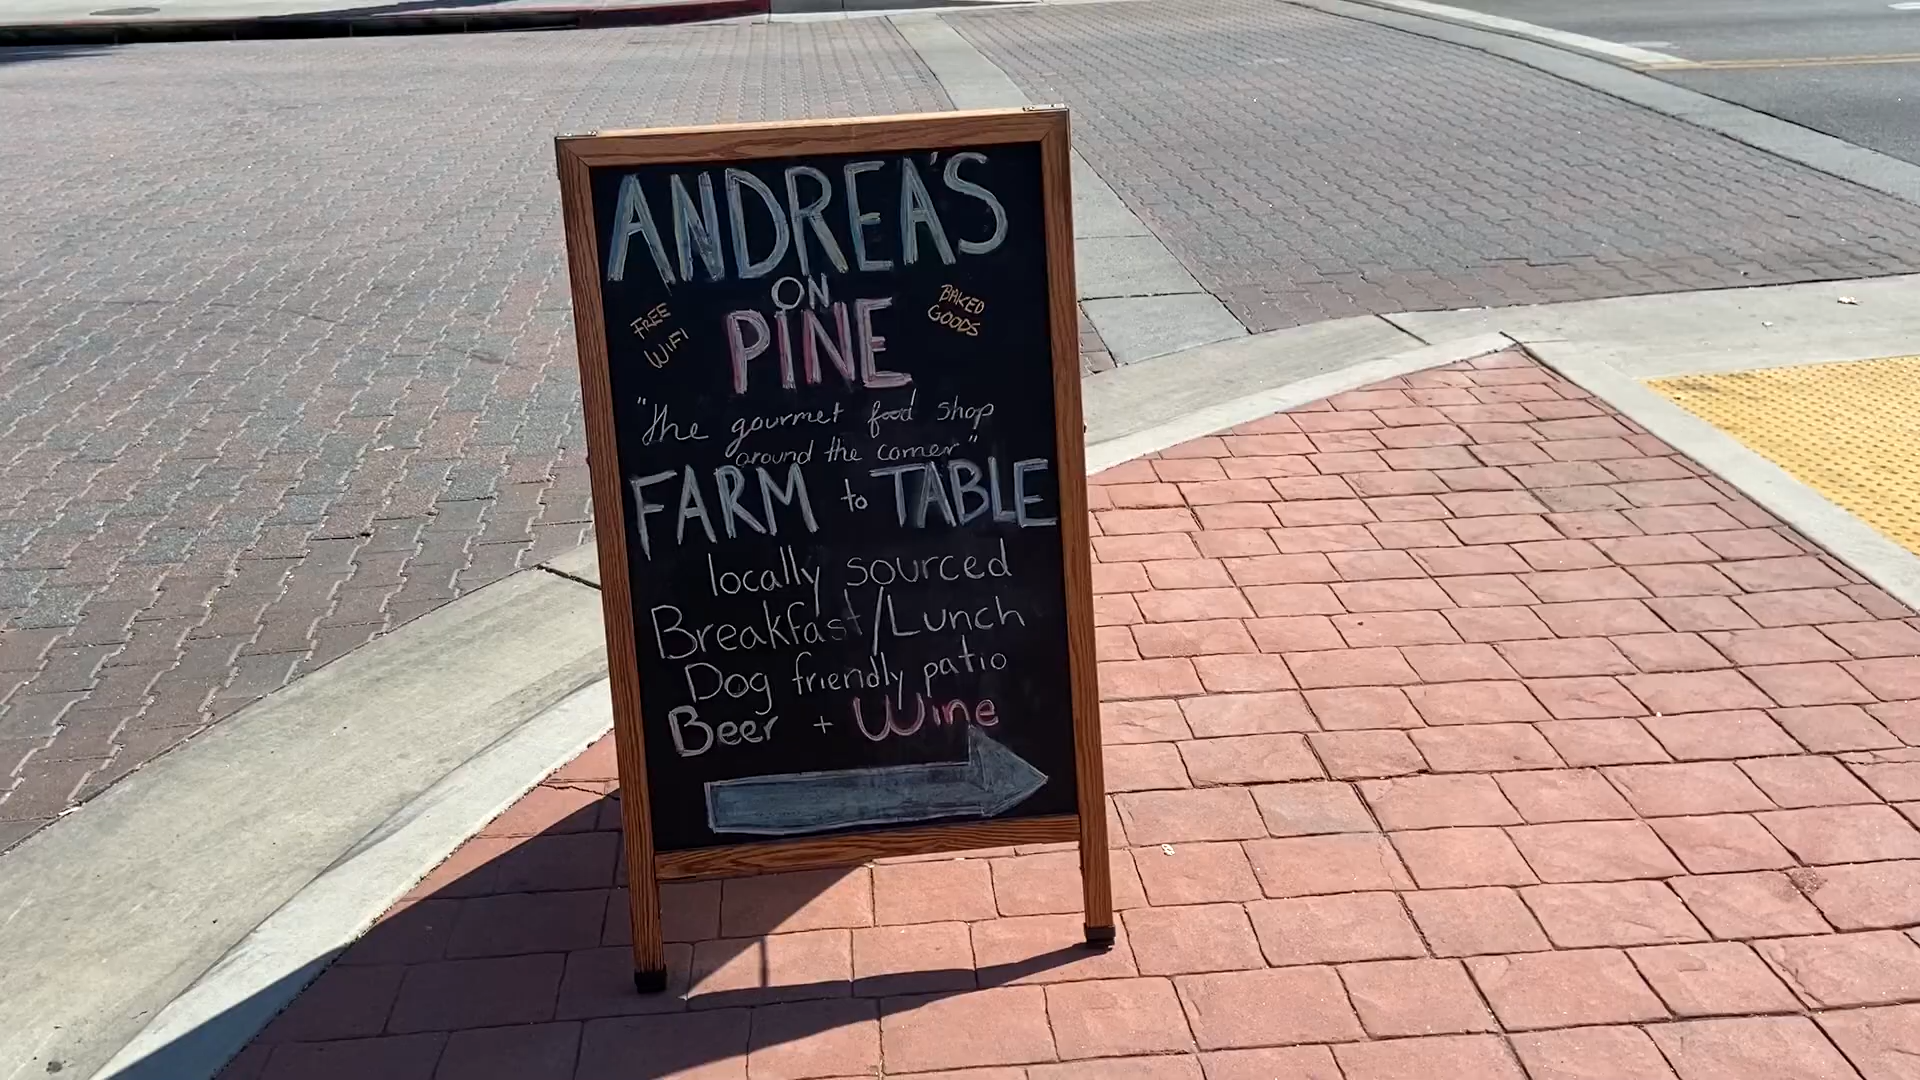 ANDREA'S
ON
PINE
FREE
WIFI
BAKED
GOODS
"The gourmet food shop
around the corner"
FARM to TABLE
locally sourced
Breakfast/Lunch
Dog friendly patio
Beer + Wine